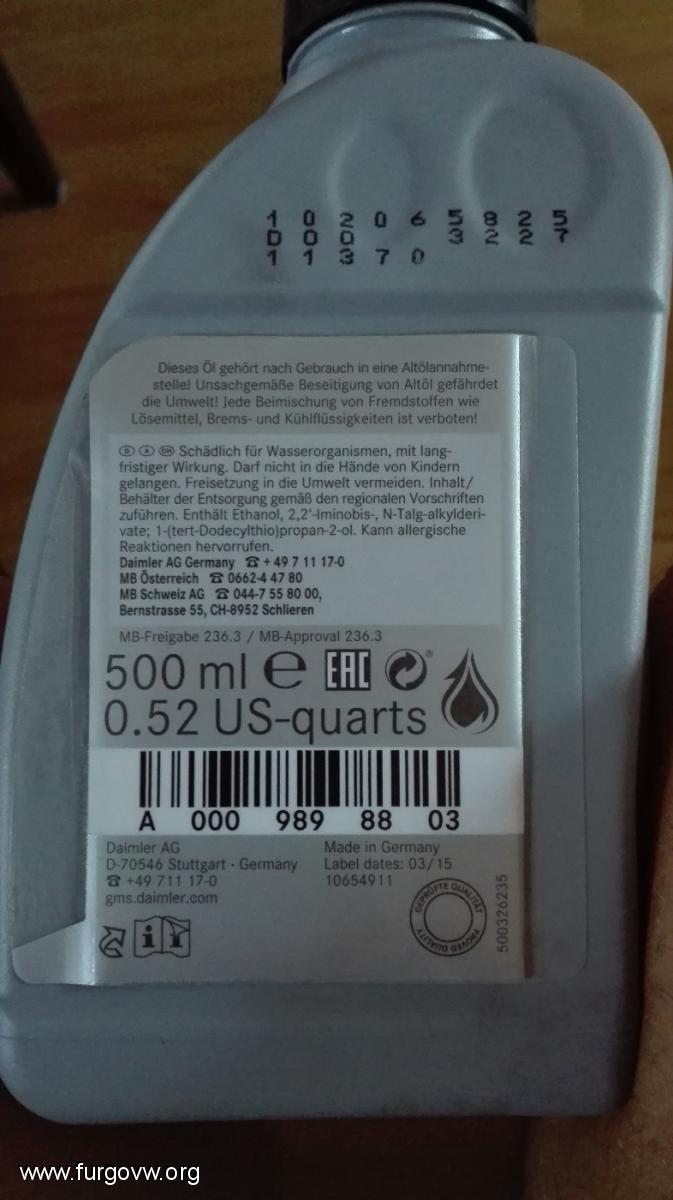 1 0 2 0 6 5 8 2 5
D 0 0 3 2 2 7
1 1 3 7 0
Dieses Öl gehört nach Gebrauch in eine Altölannahme-
stelle! Unsachgemäße Beseitigung von Altöl gefährdet
die Umwelt! Jede Beimischung von Fremdstoffen wie
Lösemittel, Brems- und Kühlflüssigkeiten ist verboten!
D A CH Schädlich für Wasserorganismen, mit lang-
fristiger Wirkung. Darf nicht in die Hände von Kindern
gelangen. Freisetzung in die Umwelt vermeiden. Inhalt/
Behälter der Entsorgung gemäß den regionalen Vorschriften
zuführen. Enthält Ethanol, 2,2'-Iminobis-, N-Talg-alkylderi-
vate; 1-(tert-Dodecylthio)propan-2-ol. Kann allergische
Reaktionen hervorrufen.
Daimler AG Germany ☎ + 49 7 11 17-0
MB Österreich ☎ 0662-4 47 80
MB Schweiz AG ☎ 044-7 55 80 00,
Bernstrasse 55, CH-8952 Schlieren
MB-Freigabe 236.3 / MB-Approval 236.3
500 ml e EAC ®
0.52 US-quarts
A 000 989 88 03
Daimler AG
D-70546 Stuttgart · Germany
☎ +49 711 17-0
gms.daimler.com
Made in Germany
Label dates: 03/15
10654911
GEPRÜFTE QUALITÄT
PROVED QUALITY
500326235
www.furgovw.org